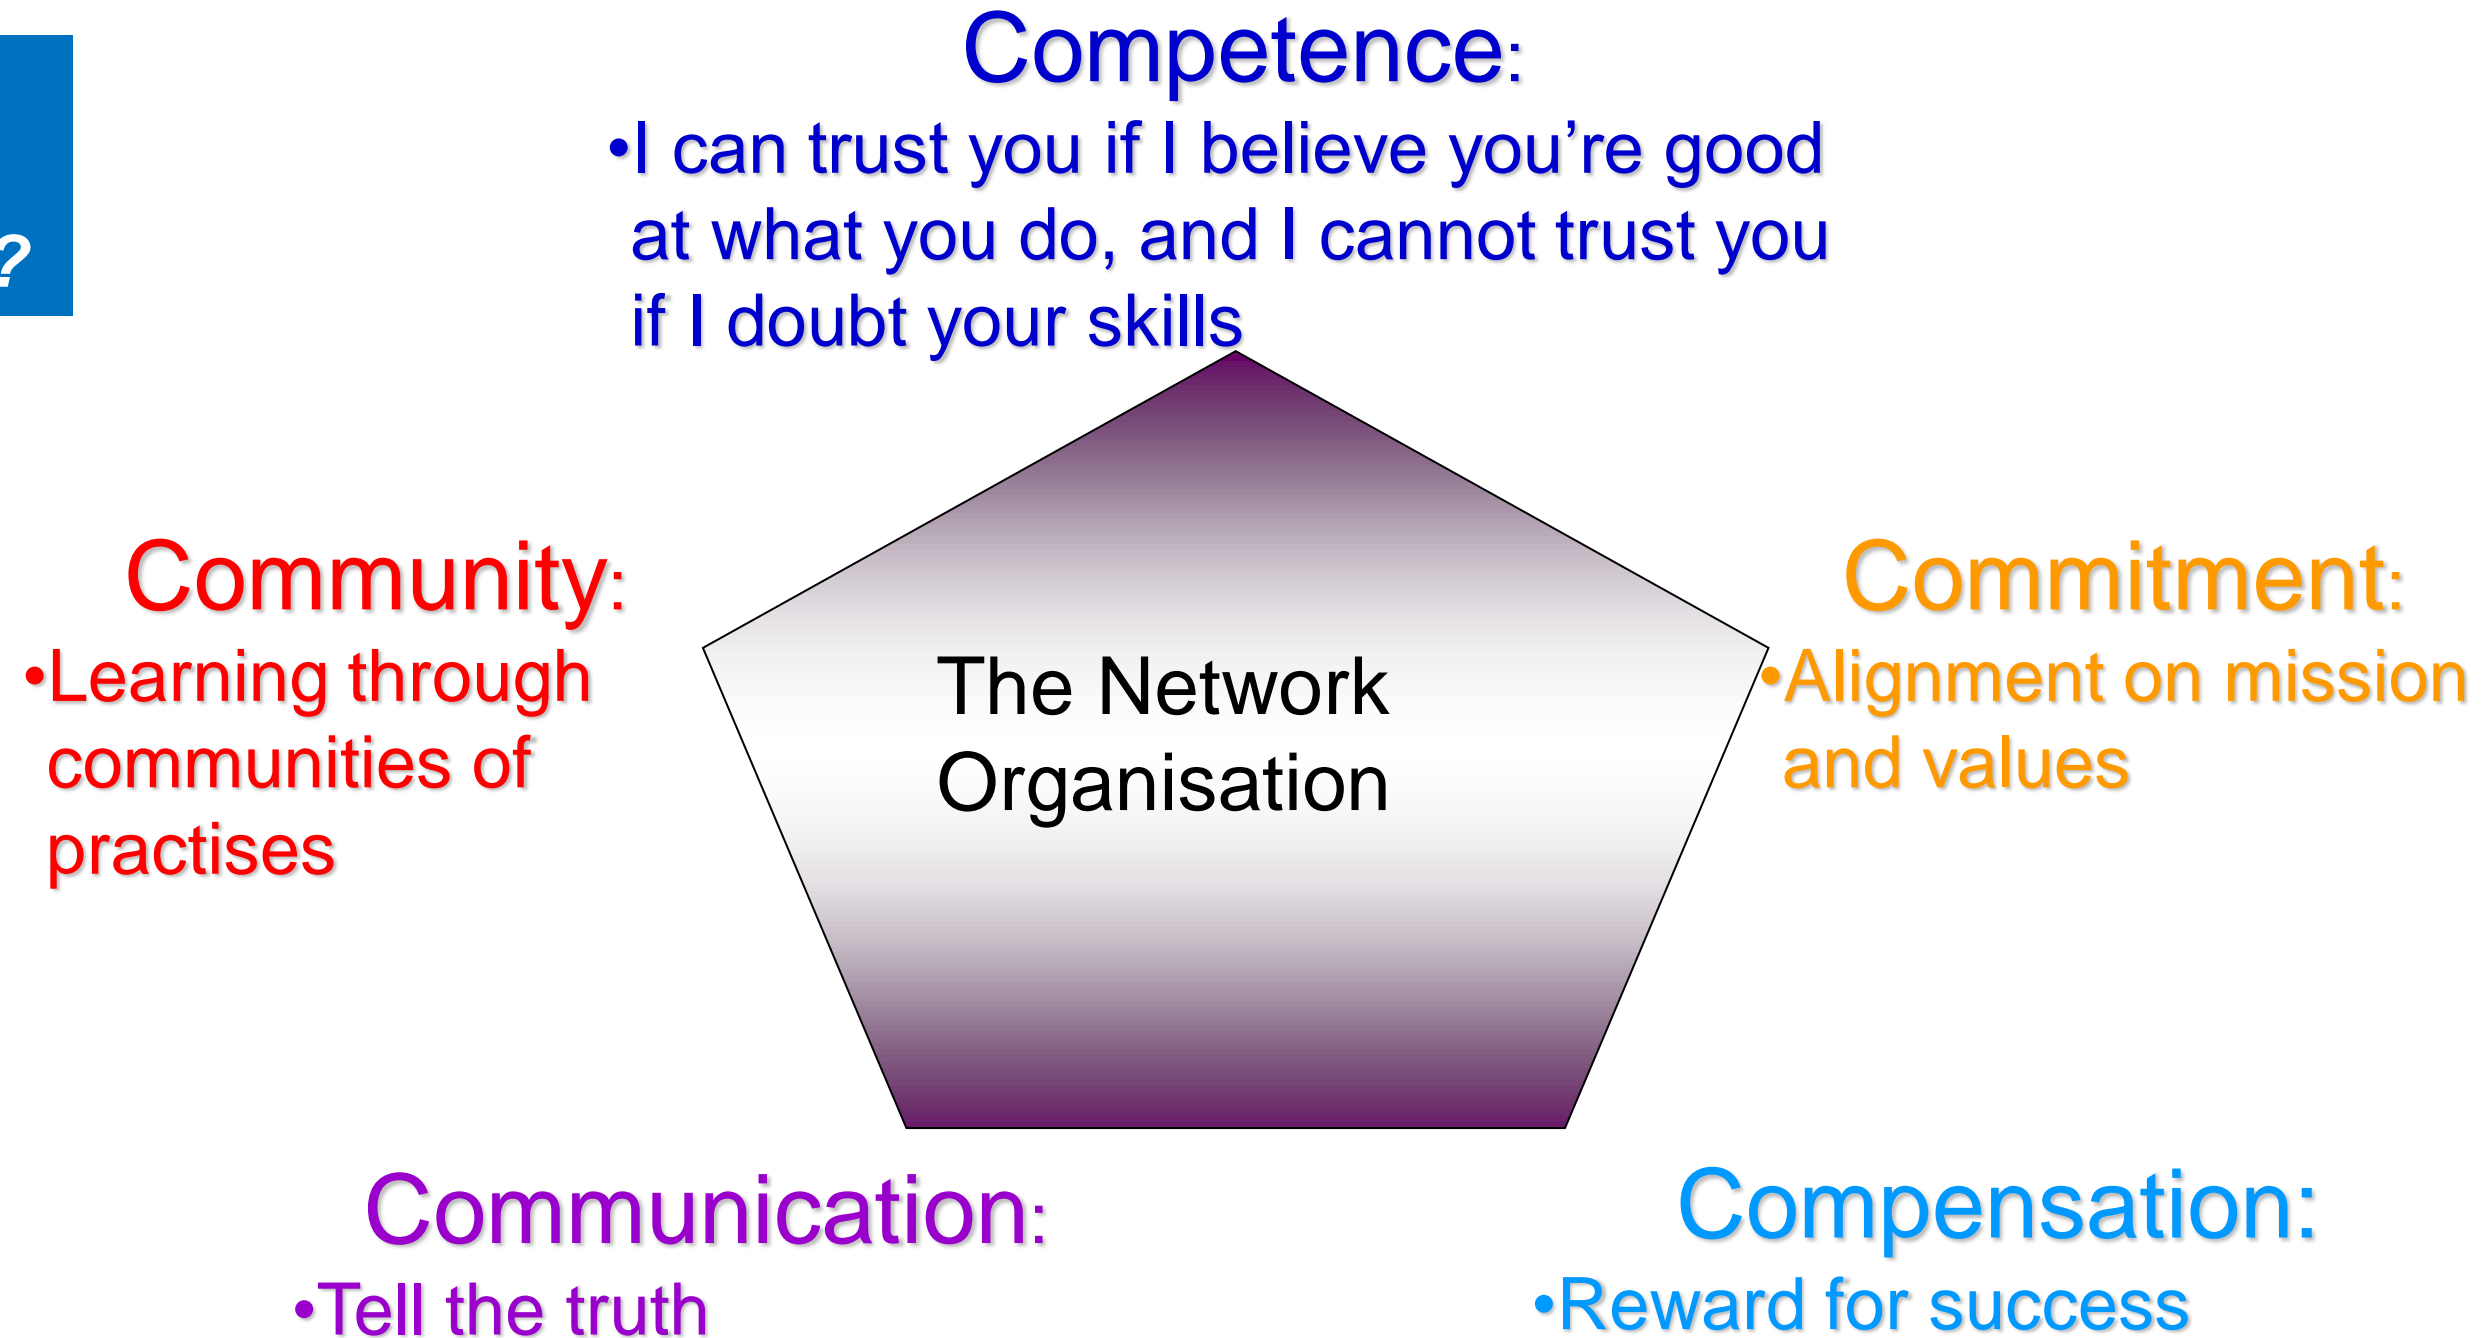 Competence:
•I can trust you if I believe you’re good
at what you do, and I cannot trust you
if I doubt your skills
?
Community:
•Learning through
communities of
practises
The Network
Organisation
Commitment:
•Alignment on mission
and values
Communication:
•Tell the truth
Compensation:
•Reward for success